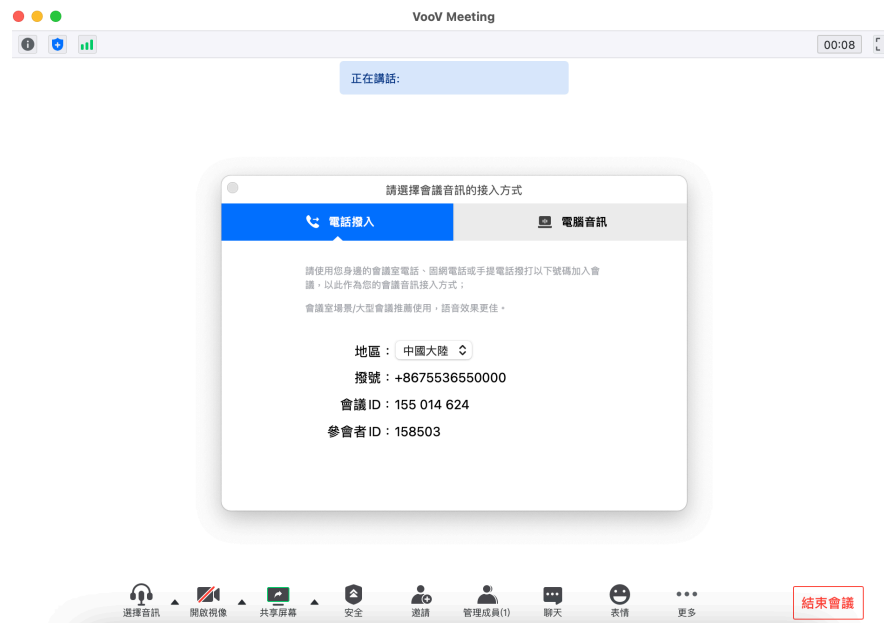 VooV Meeting
00:08
正在講話:
請選擇會議音訊的接入方式
電話撥入
電腦音訊
請使用您身邊的會議室電話、固網電話或手提電話撥打以下號碼加入會
議，以此作為您的會議音訊接入方式；
會議室場景/大型會議推薦使用，語音效果更佳。
地區：中國大陸
撥號：+8675536550000
會議ID：155 014 624
參會者ID：158503
選擇音訊
開啟視像
共享屏幕
安全
邀請
管理成員(1)
聊天
表情
更多
結束會議